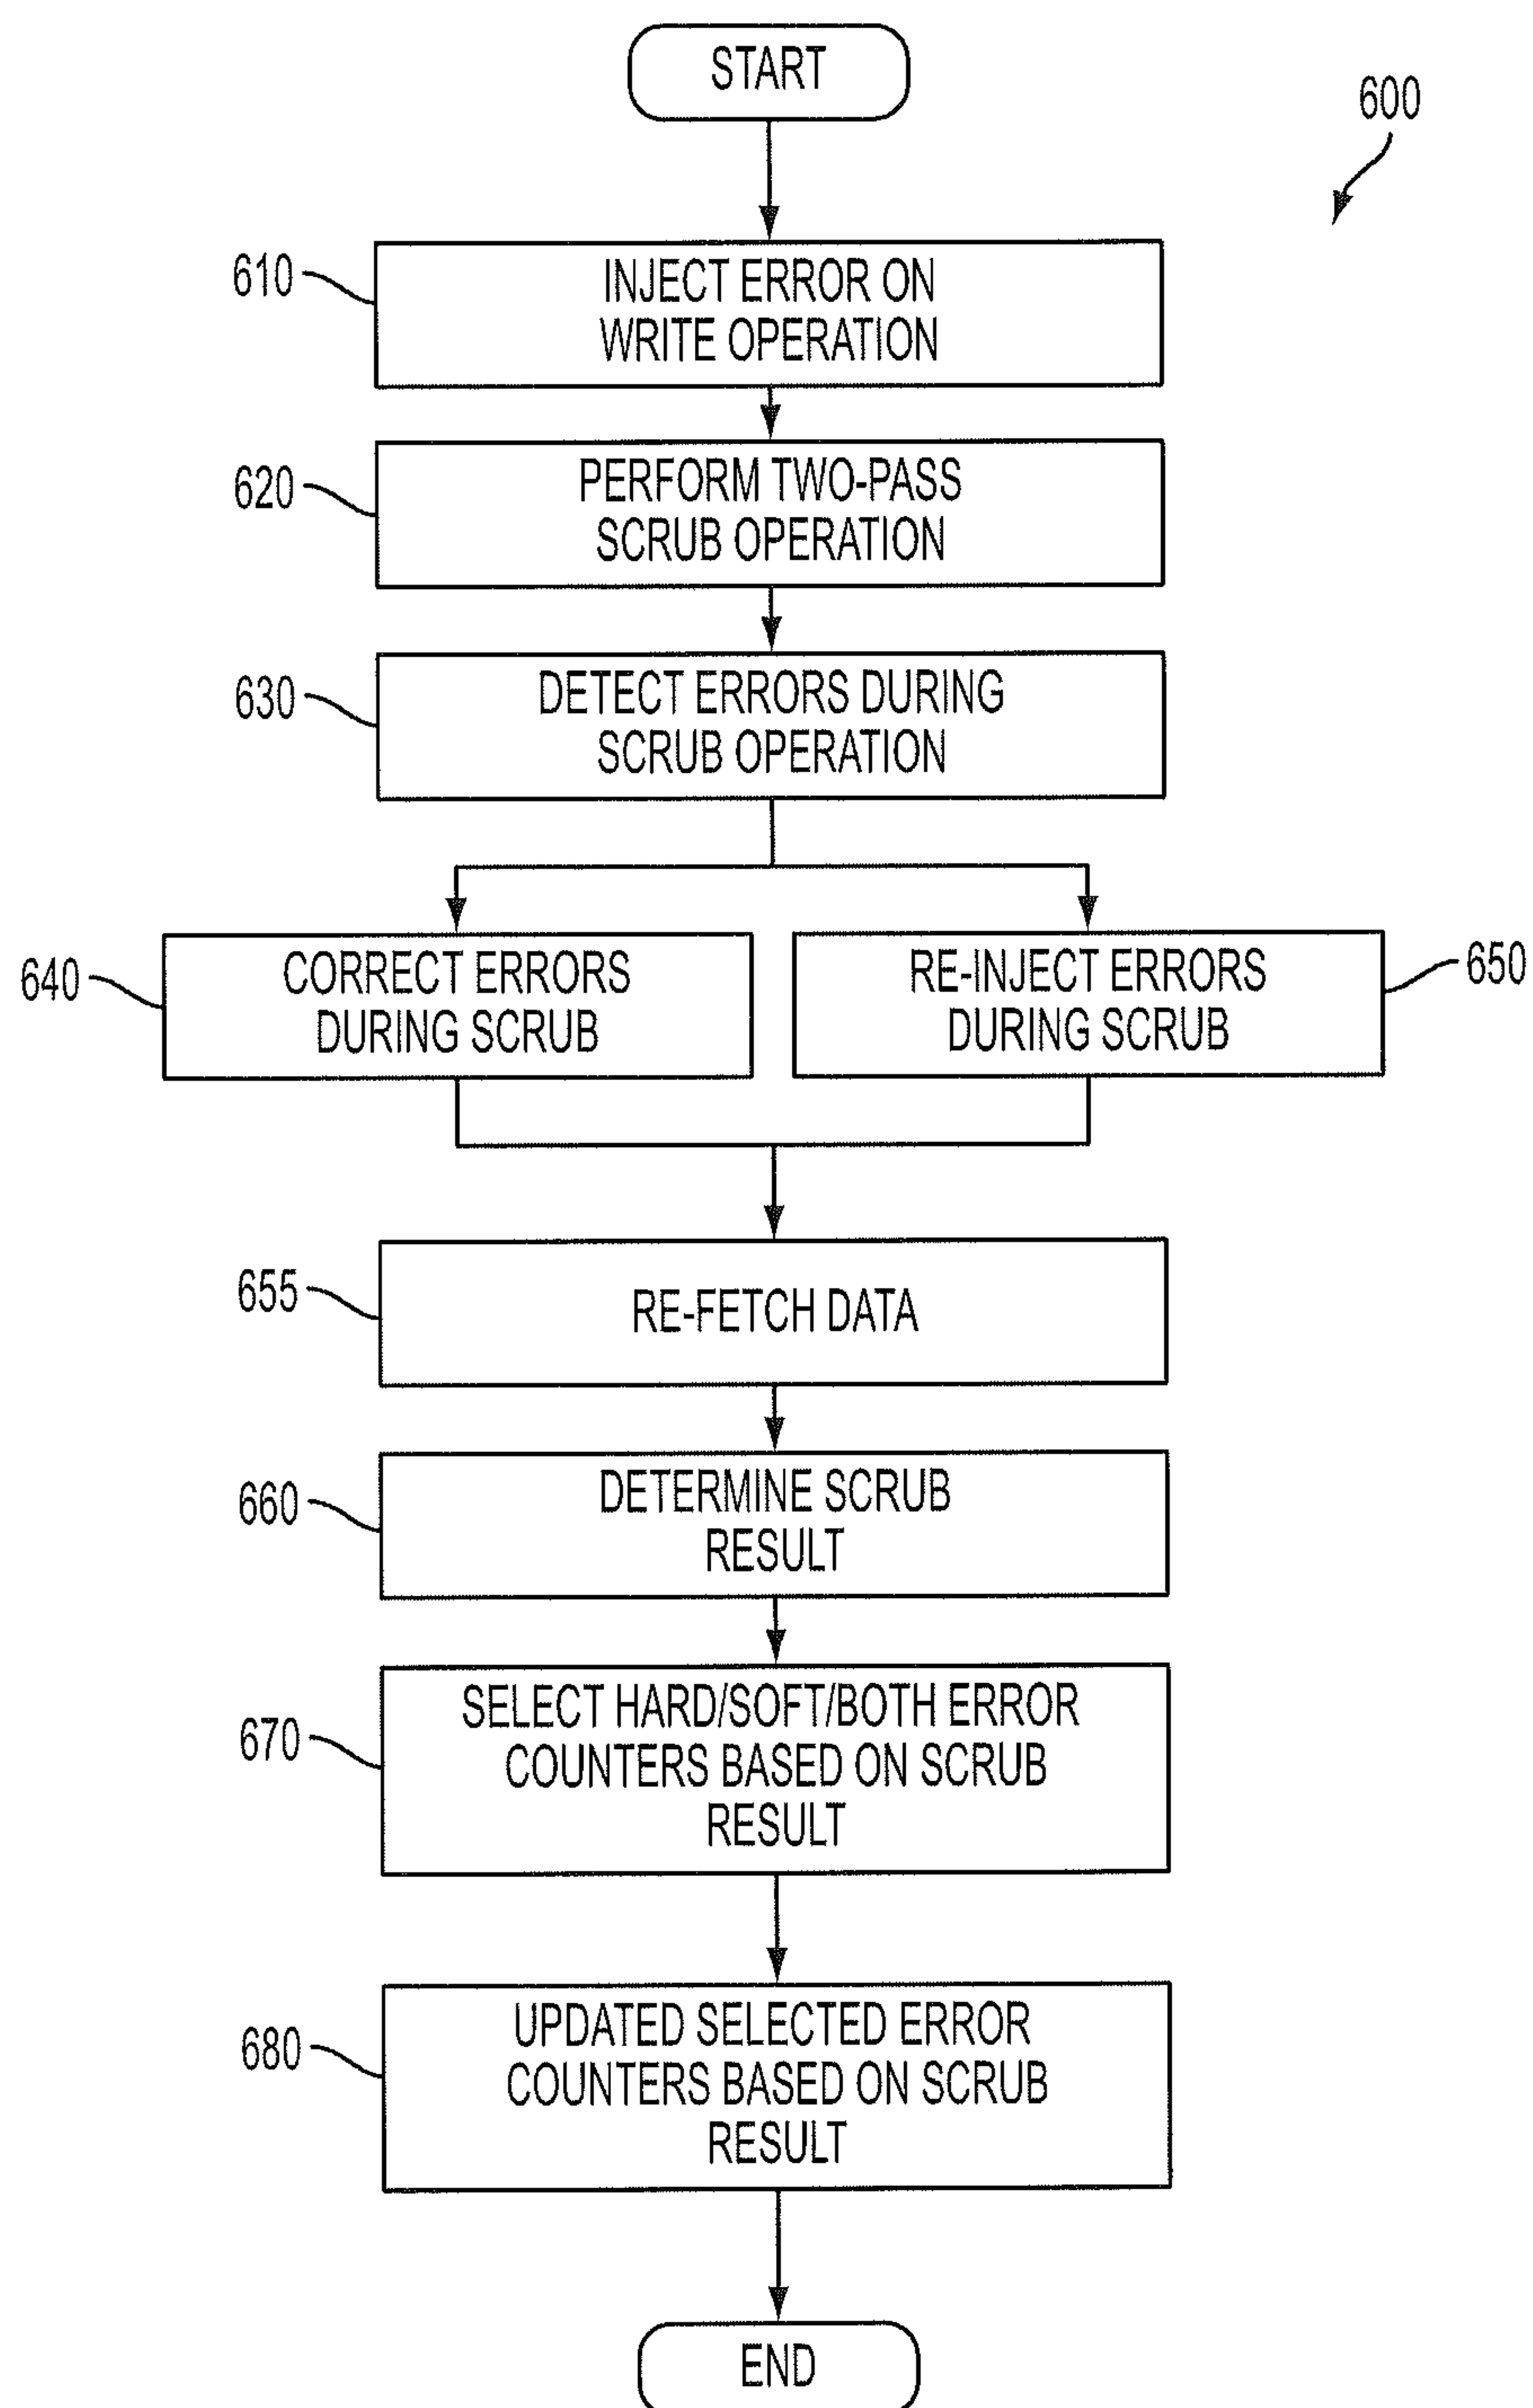 START
600
610
INJECT ERROR ON
WRITE OPERATION
620
PERFORM TWO-PASS
SCRUB OPERATION
630
DETECT ERRORS DURING
SCRUB OPERATION
640
CORRECT ERRORS
DURING SCRUB
RE-INJECT ERRORS
DURING SCRUB
650
655
RE-FETCH DATA
660
DETERMINE SCRUB
RESULT
670
SELECT HARD/SOFT/BOTH ERROR
COUNTERS BASED ON SCRUB
RESULT
680
UPDATED SELECTED ERROR
COUNTERS BASED ON SCRUB
RESULT
END